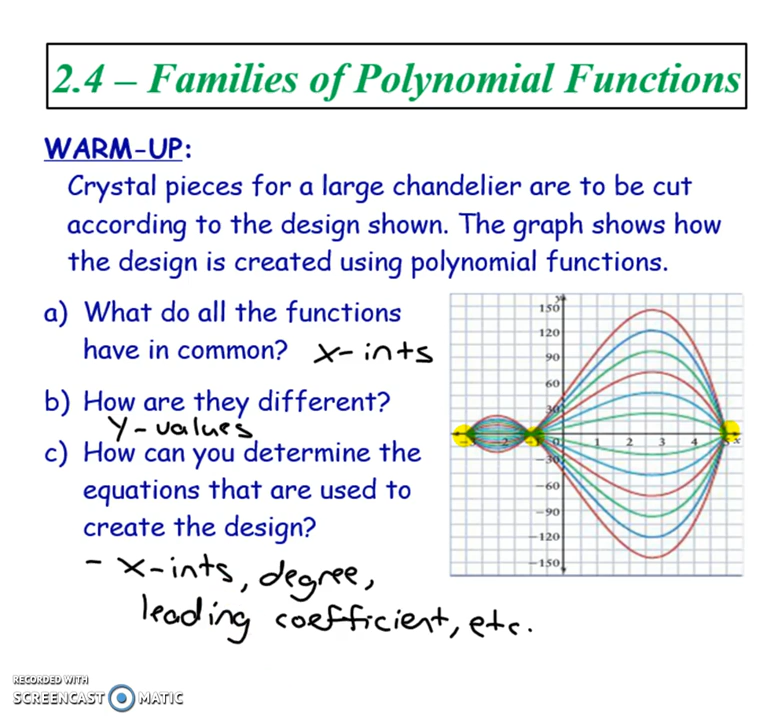 2.4 – Families of Polynomial Functions
WARM-UP:
Crystal pieces for a large chandelier are to be cut
according to the design shown. The graph shows how
the design is created using polynomial functions.
a) What do all the functions
have in common? x-ints
b) How are they different?
Y-values
c) How can you determine the
equations that are used to
create the design?
- x-ints, degree,
leading coefficient, etc.
y
150
120
90
60
30
-2 0 1 2 3 4 5 x
-30
-60
-90
-120
-150
RECORDED WITH
SCREENCAST MATIC